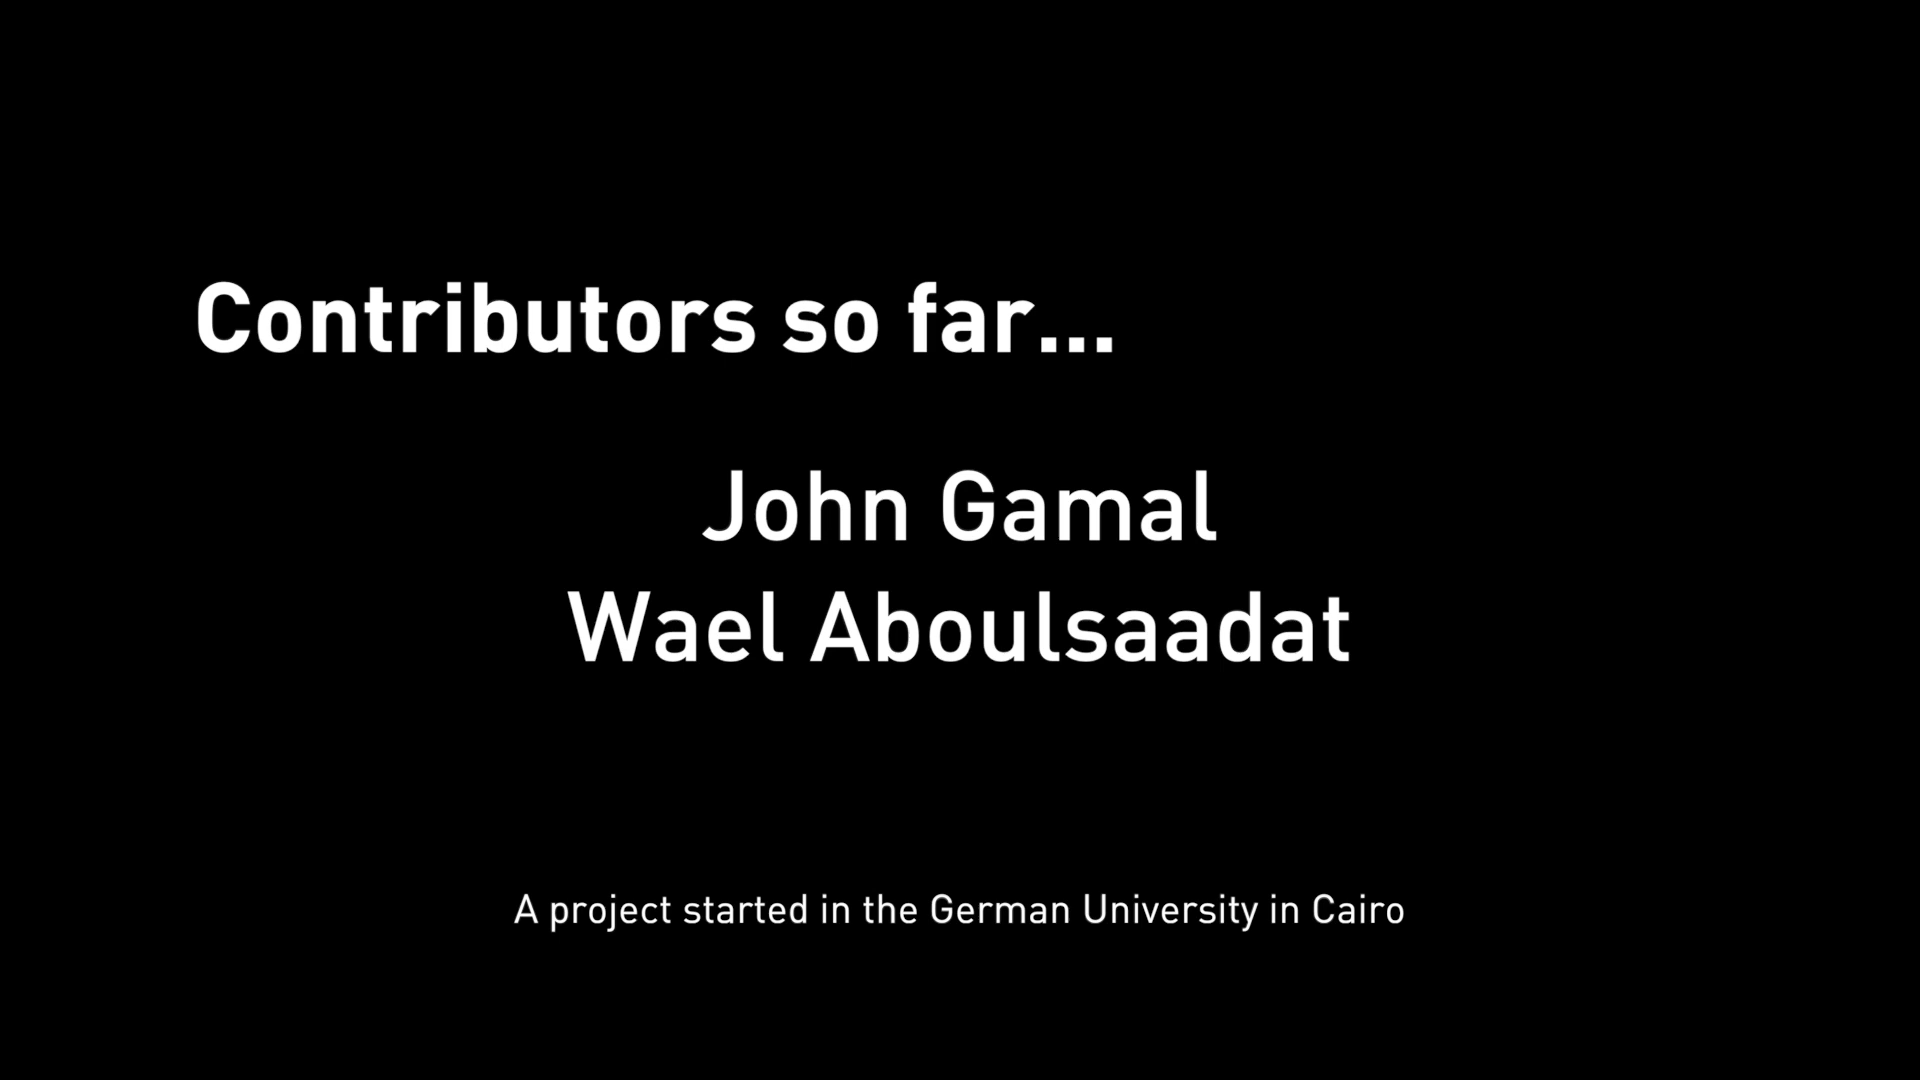 Contributors so far...
John Gamal
Wael Aboulsaadat
A project started in the German University in Cairo